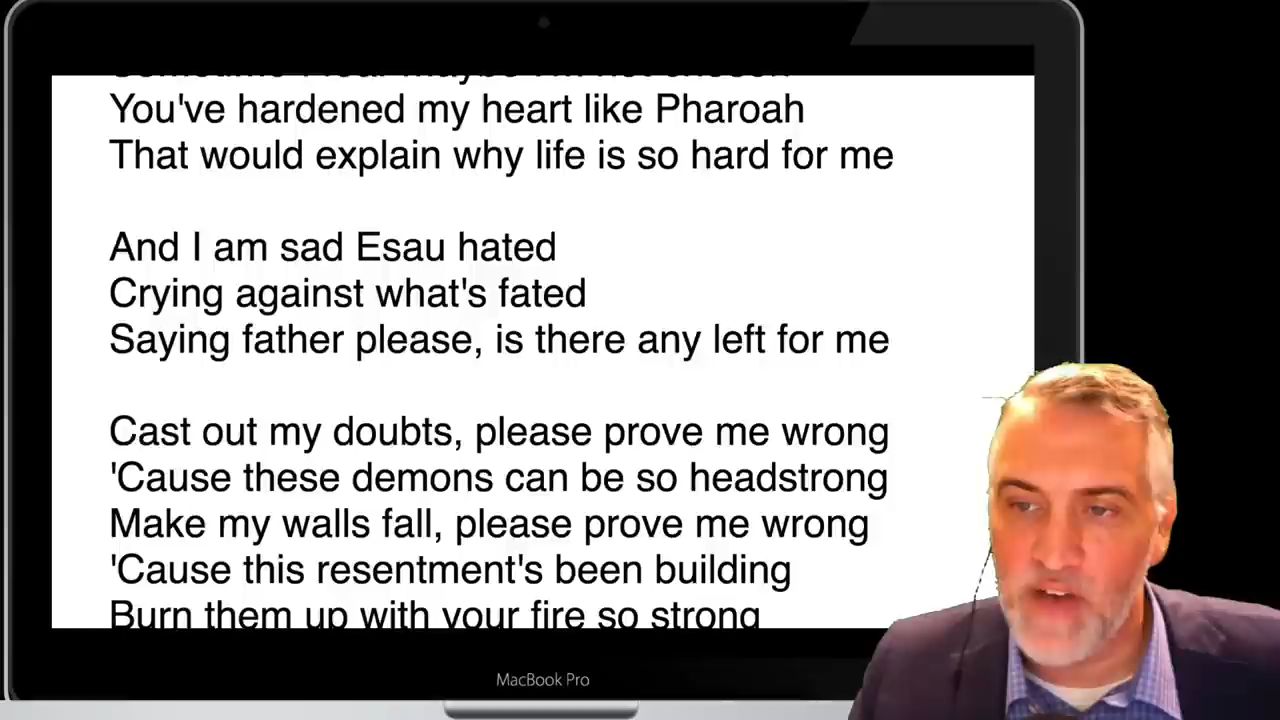 You've hardened my heart like Pharoah
That would explain why life is so hard for me
And I am sad Esau hated
Crying against what's fated
Saying father please, is there any left for me
Cast out my doubts, please prove me wrong
'Cause these demons can be so headstrong
Make my walls fall, please prove me wrong
'Cause this resentment's been building
Burn them up with your fire so strong
MacBook Pro